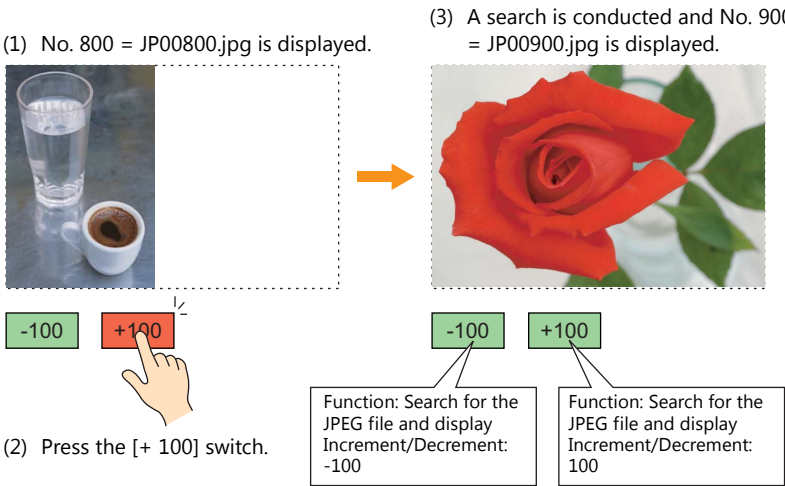 (1) No. 800 = JP00800.jpg is displayed.
(3) A search is conducted and No. 900
= JP00900.jpg is displayed.
-100
+100
-100
+100
(2) Press the [+ 100] switch.
Function: Search for the
JPEG file and display
Increment/Decrement:
-100
Function: Search for the
JPEG file and display
Increment/Decrement:
100